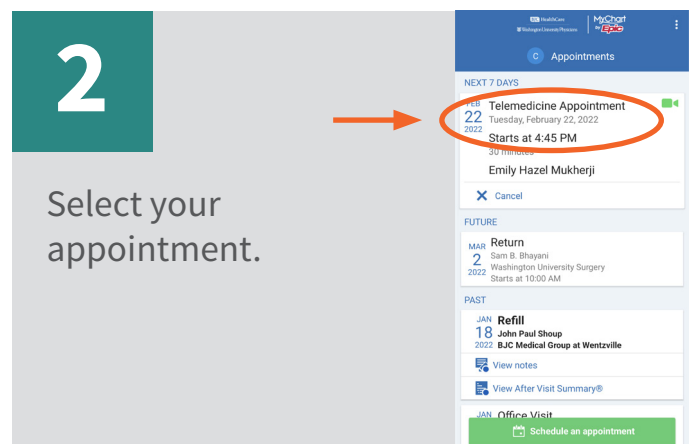 2
Select your
appointment.
BJC HealthCare
Washington University Physicians
MyChart
by Epic
C Appointments
NEXT 7 DAYS
FEB
22
2022
Telemedicine Appointment
Tuesday, February 22, 2022
Starts at 4:45 PM
30 minutes
Emily Hazel Mukherji
Cancel
FUTURE
MAR
2
2022
Return
Sam B. Bhayani
Washington University Surgery
Starts at 10:00 AM
PAST
JAN
18
2022
Refill
John Paul Shoup
BJC Medical Group at Wentzville
View notes
View After Visit Summary®
JAN Office Visit
Schedule an appointment